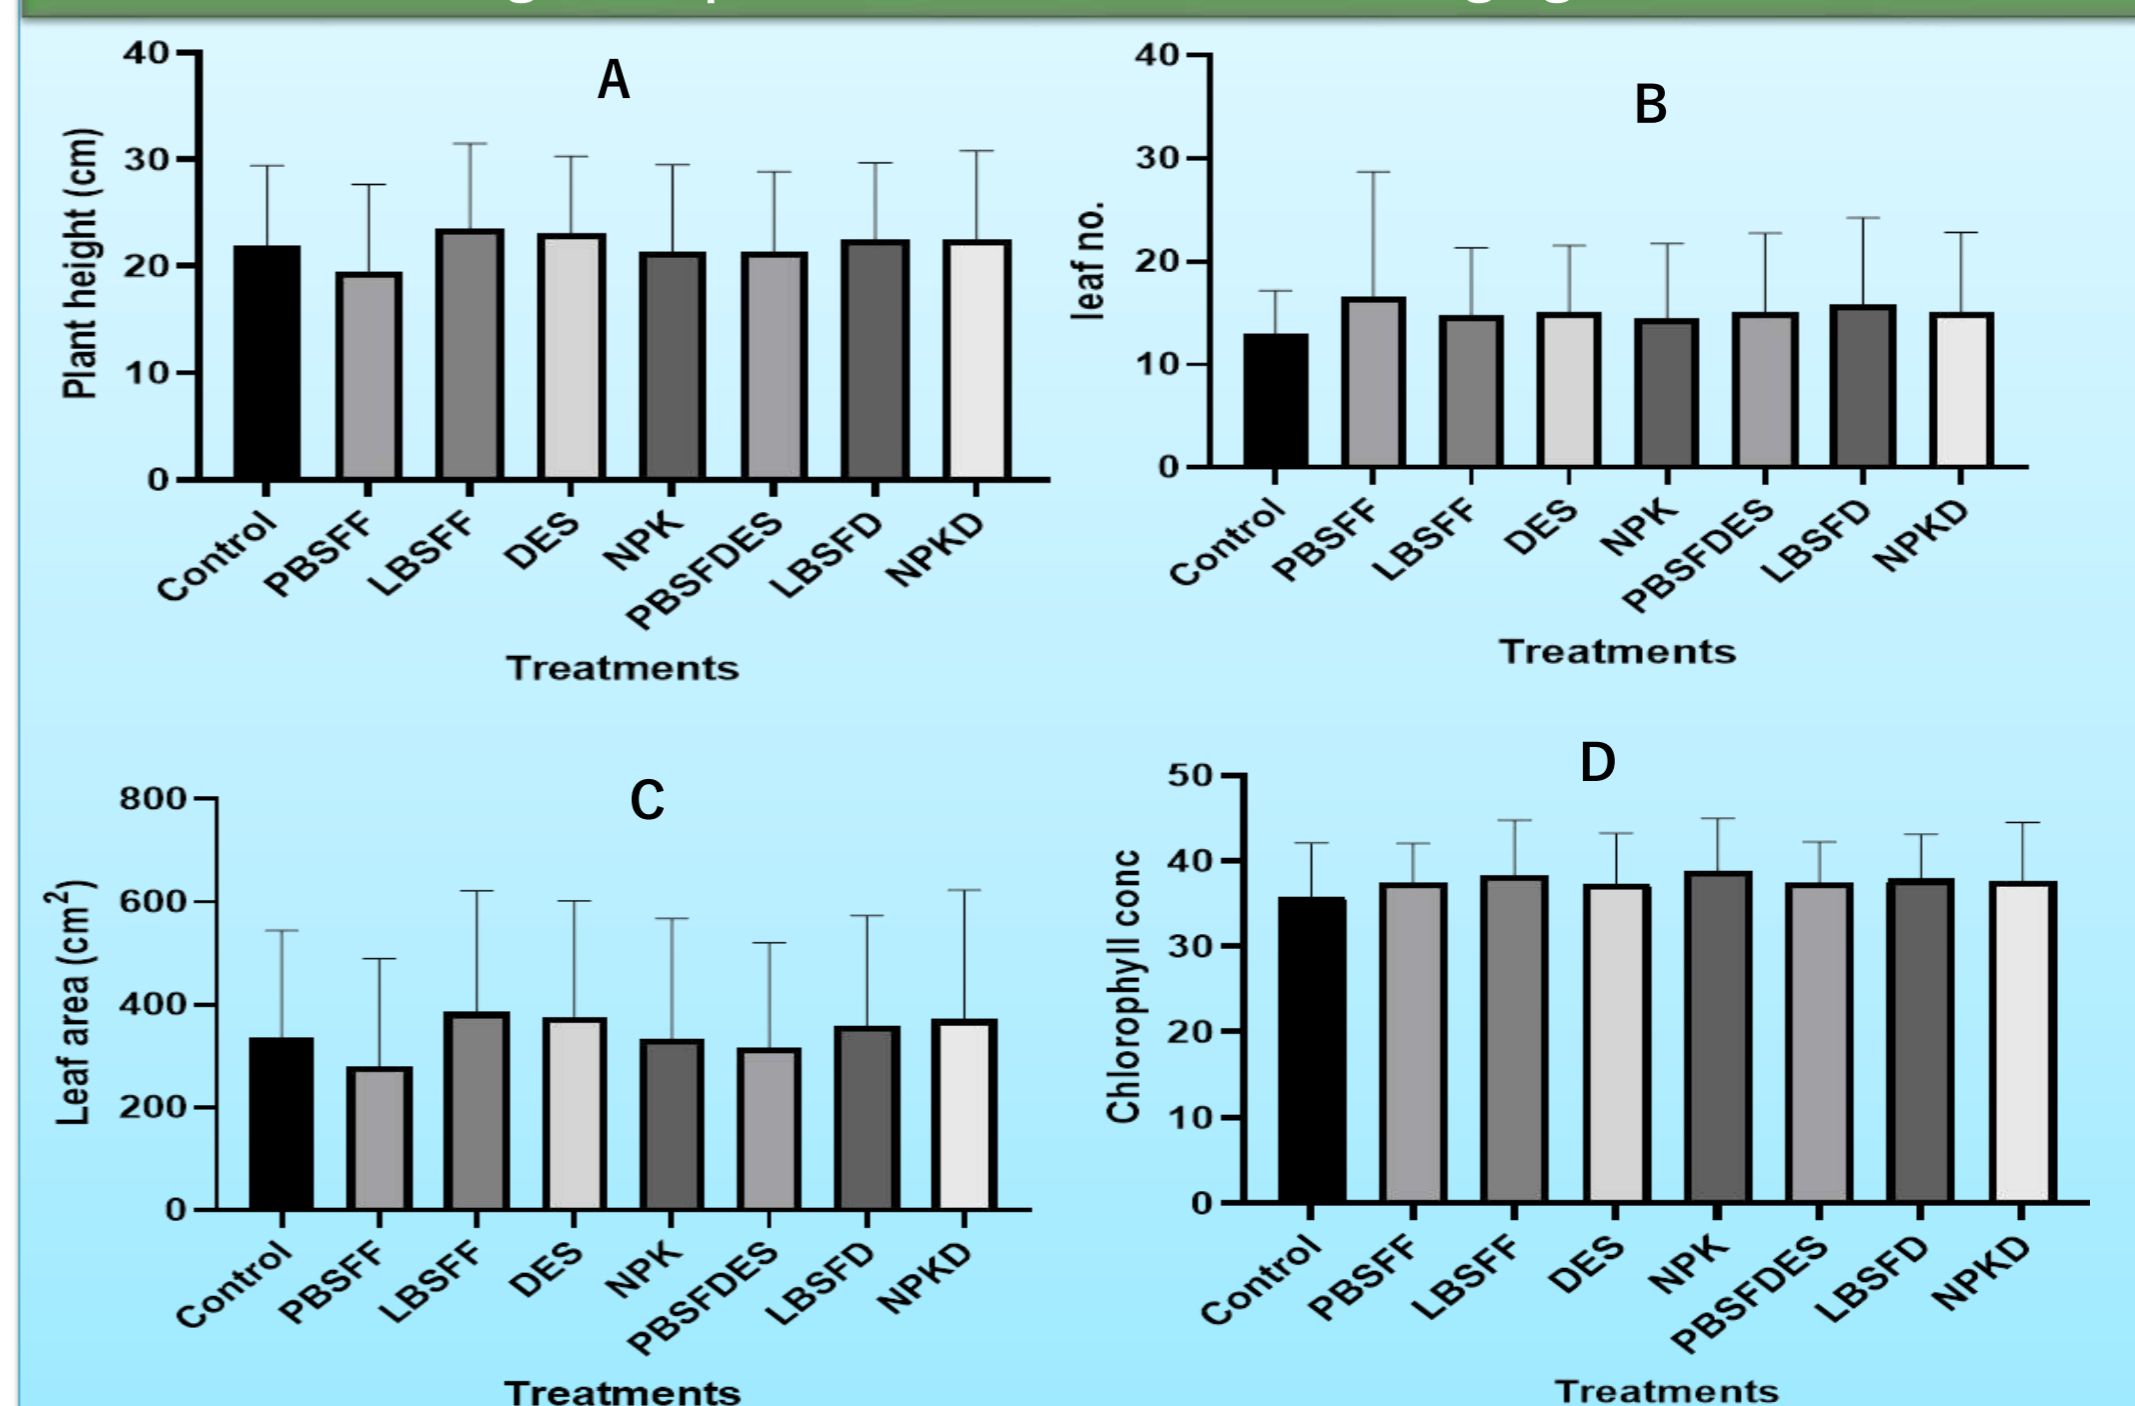 A
40
30
20
10
0
Plant height (cm)
Control
PBSFF
LBSFF
DES
NPK
PBSFDES
LBSFD
NPKD
Treatments
B
40
30
20
10
0
leaf no.
Control
PBSFF
LBSFF
DES
NPK
PBSFDES
LBSFD
NPKD
Treatments
C
800
600
400
200
0
Leaf area (cm²)
Control
PBSFF
LBSFF
DES
NPK
PBSFDES
LBSFD
NPKD
Treatments
D
50
40
30
20
10
0
Chlorophyll conc
Control
PBSFF
LBSFF
DES
NPK
PBSFDES
LBSFD
NPKD
Treatments